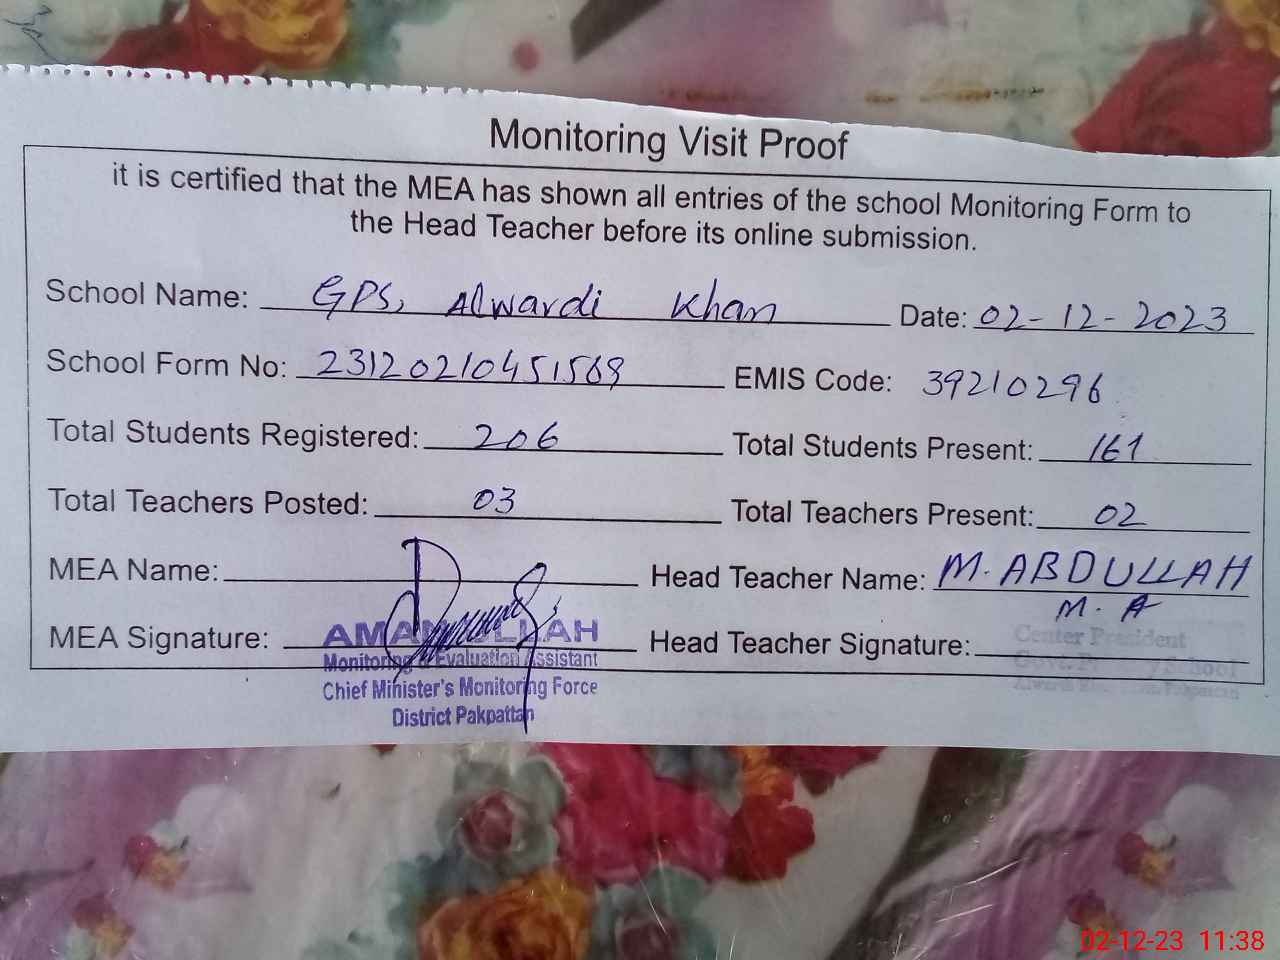 Monitoring Visit Proof
it is certified that the MEA has shown all entries of the school Monitoring Form to
the Head Teacher before its online submission.
School Name: GPS, Alwardi Khan Date: 02-12-2023
School Form No: 23120210451569 EMIS Code: 39210296
Total Students Registered: 206 Total Students Present: 161
Total Teachers Posted: 03 Total Teachers Present: 02
MEA Name: Head Teacher Name: M. ABDULLAH
MEA Signature: Head Teacher Signature: M. A
AMANULLAH
Monitoring & Evaluation Assistant
Chief Minister's Monitoring Force
District Pakpattan
Center President
Govt. Primary School
02-12-23 11:38